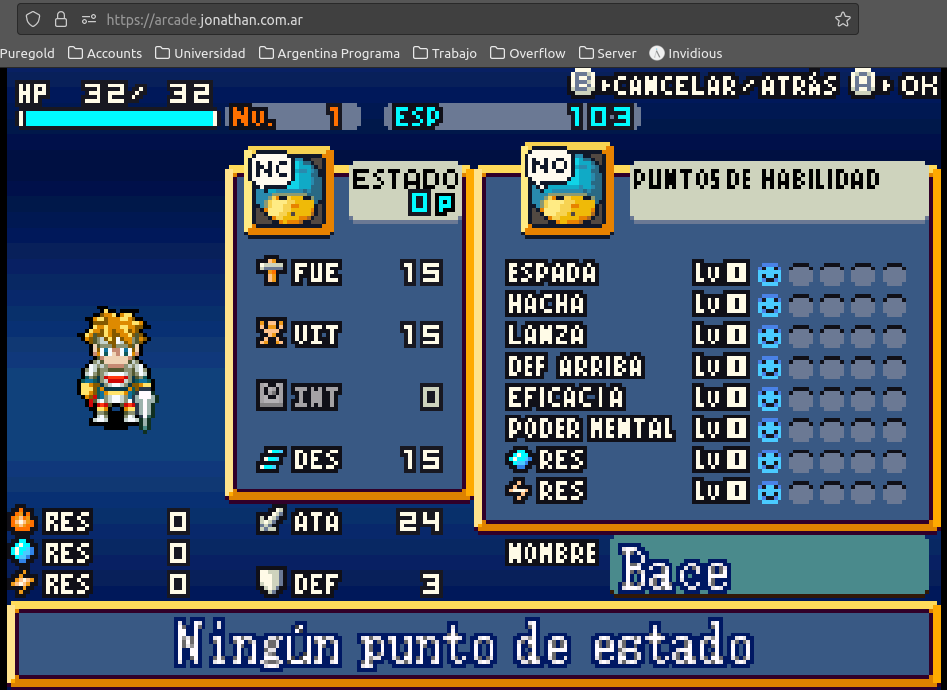 https://arcade.jonathan.com.ar
Puregold Accounts Universidad Argentina Programa Trabajo Overflow Server Invidious
HP 32/ 32
B CANCELAR/ATRÁS A OK
NV. 1 ESP 1 03
NC ESTADO
0 P
NO PUNTOS DE HABILIDAD
FUE 15
VIT 15
INT 0
DES 15
ESPADA LV 1
HACHA LV 1
LANZA LV 1
DEF ARRIBA LV 1
EFICACIA LV 1
PODER MENTAL LV 1
RES LV 1
RES LV 1
RES 0
RES 0
RES 0
ATA 24
DEF 3
NOMBRE Bace
Ningún punto de estado